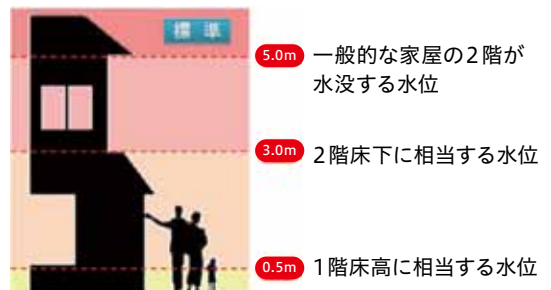 標 準
5.0m 一般的な家屋の2階が
水没する水位
3.0m 2階床下に相当する水位
0.5m 1階床高に相当する水位